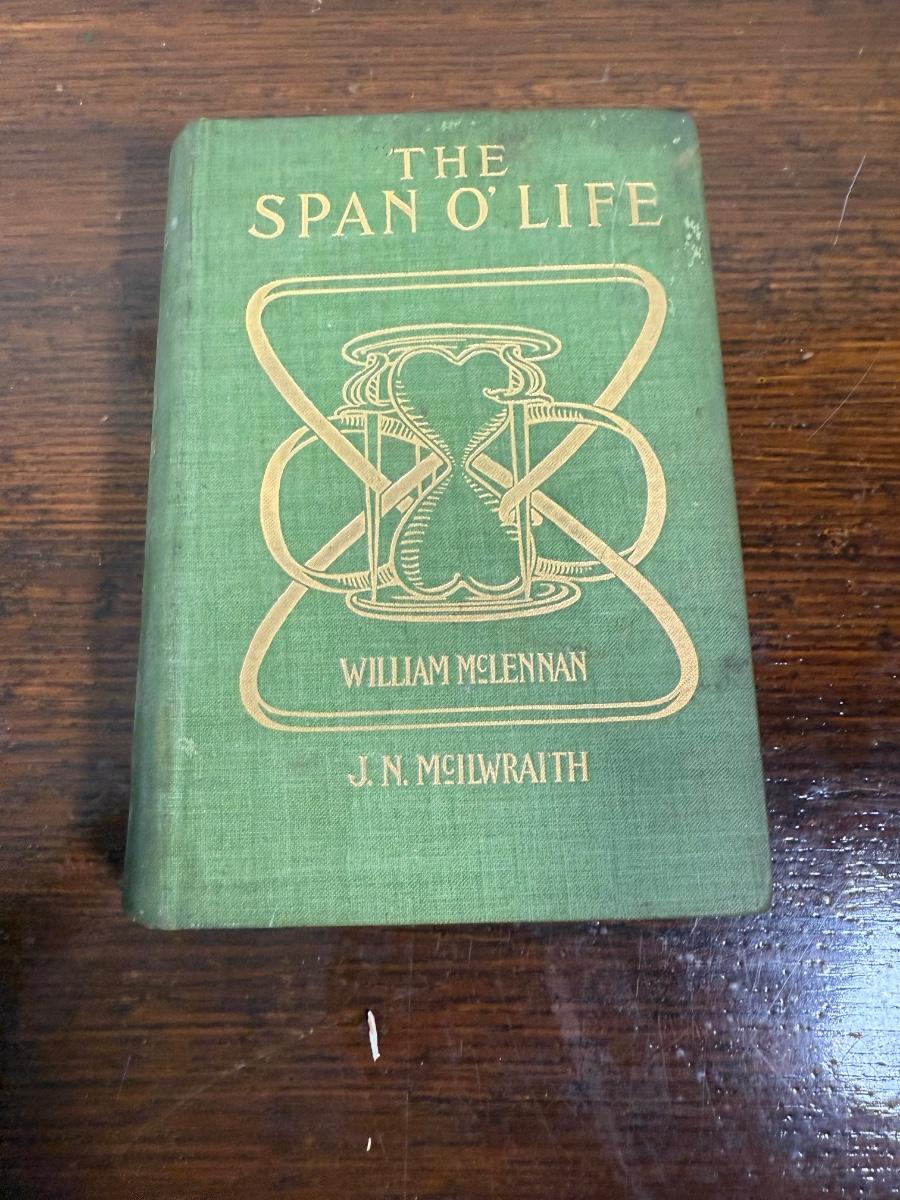 THE
SPAN O' LIFE
WILLIAM McLENNAN
J. N. McILWRAITH